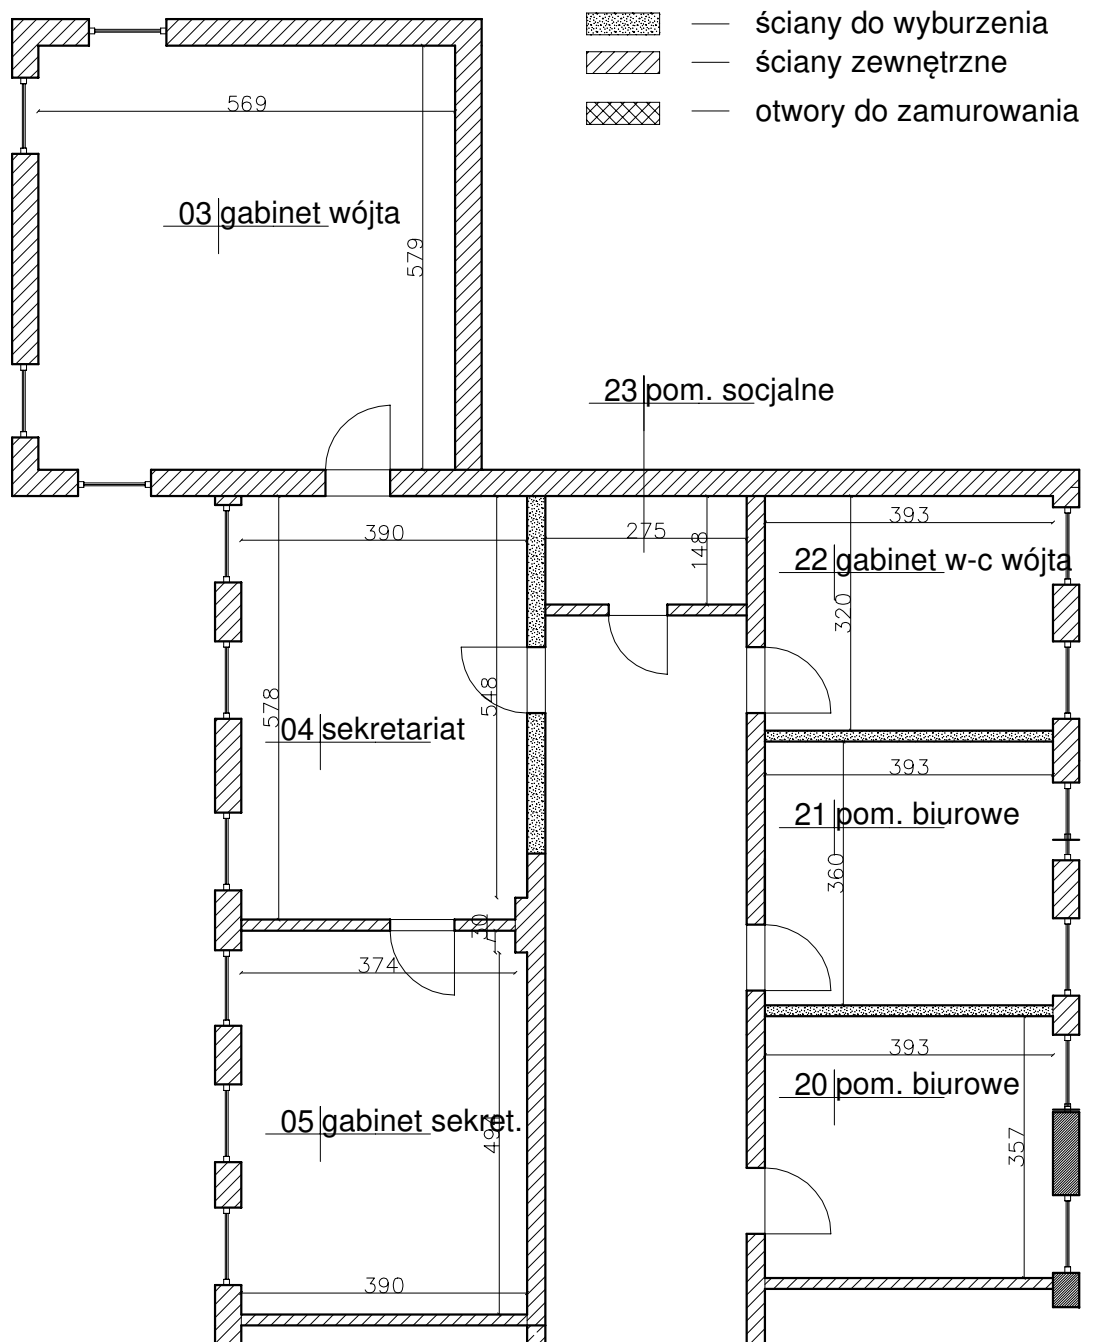 ściany do wyburzenia
ściany zewnętrzne
otwory do zamurowania
569
03 gabinet wójta
579
23 pom. socjalne
390
275
148
393
22 gabinet w-c wójta
320
578
548
04 sekretariat
393
21 pom. biurowe
360
30
374
393
20 pom. biurowe
05 gabinet sekret.
357
390